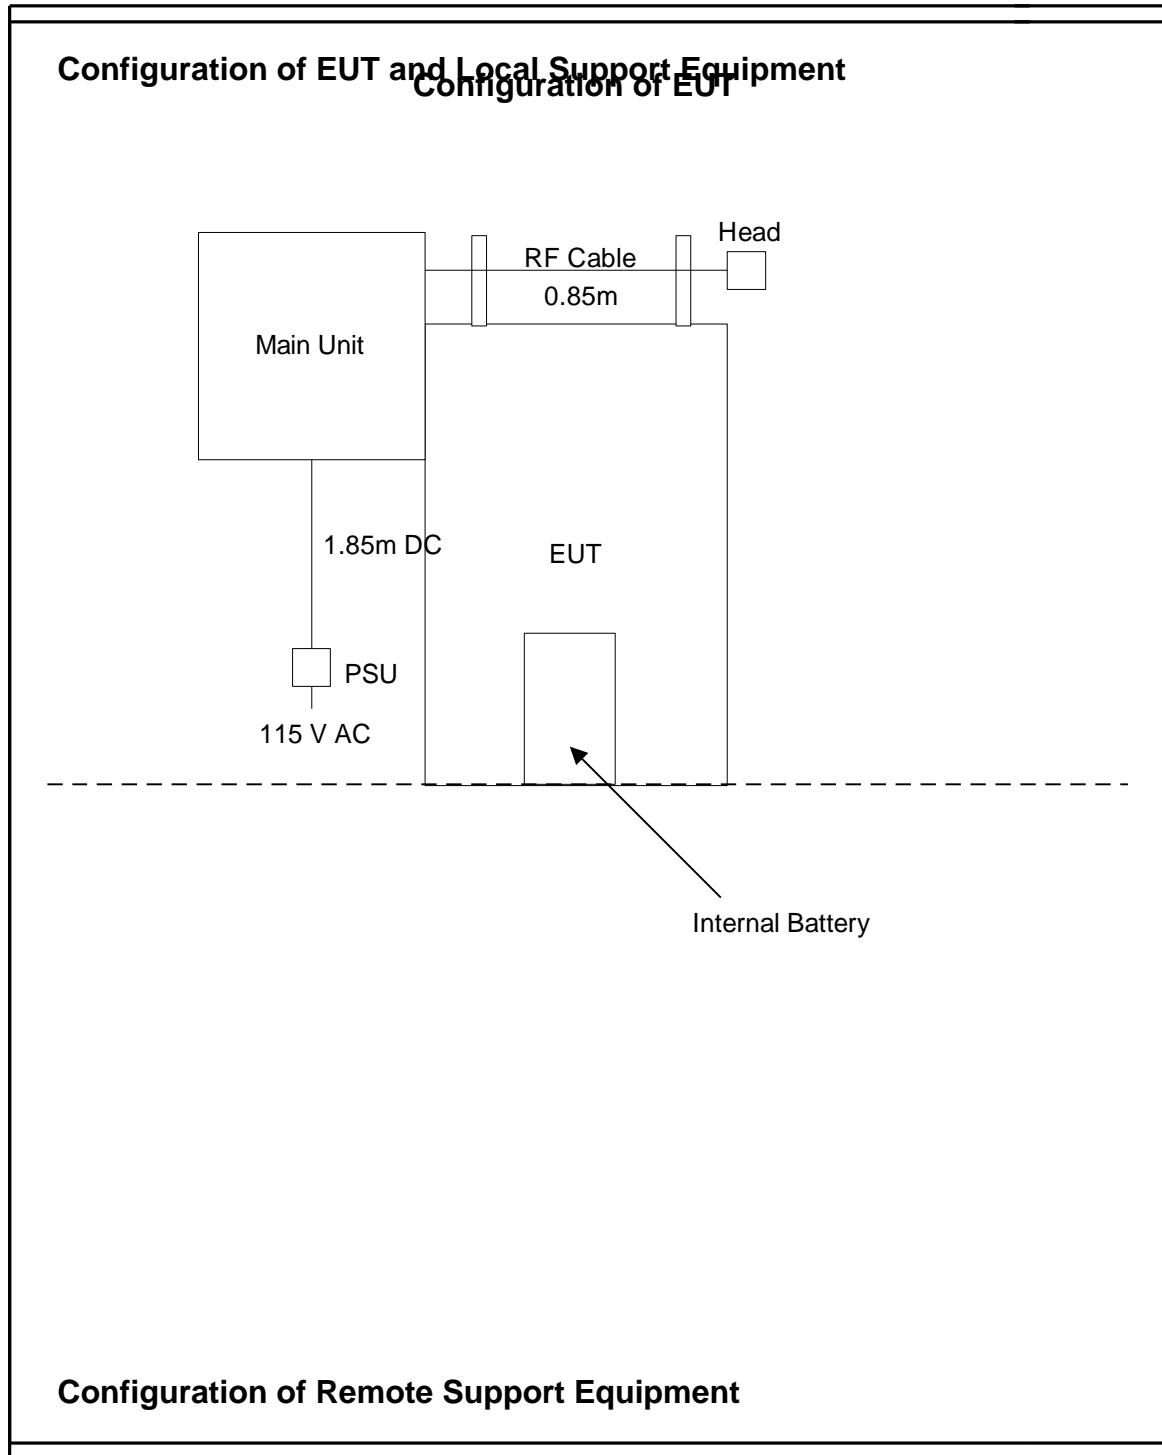 Configuration of EUT and Local Support Equipment
Configuration of EUT
Head
RF Cable
0.85m
Main Unit
1.85m DC
EUT
PSU
115 V AC
Internal Battery
Configuration of Remote Support Equipment